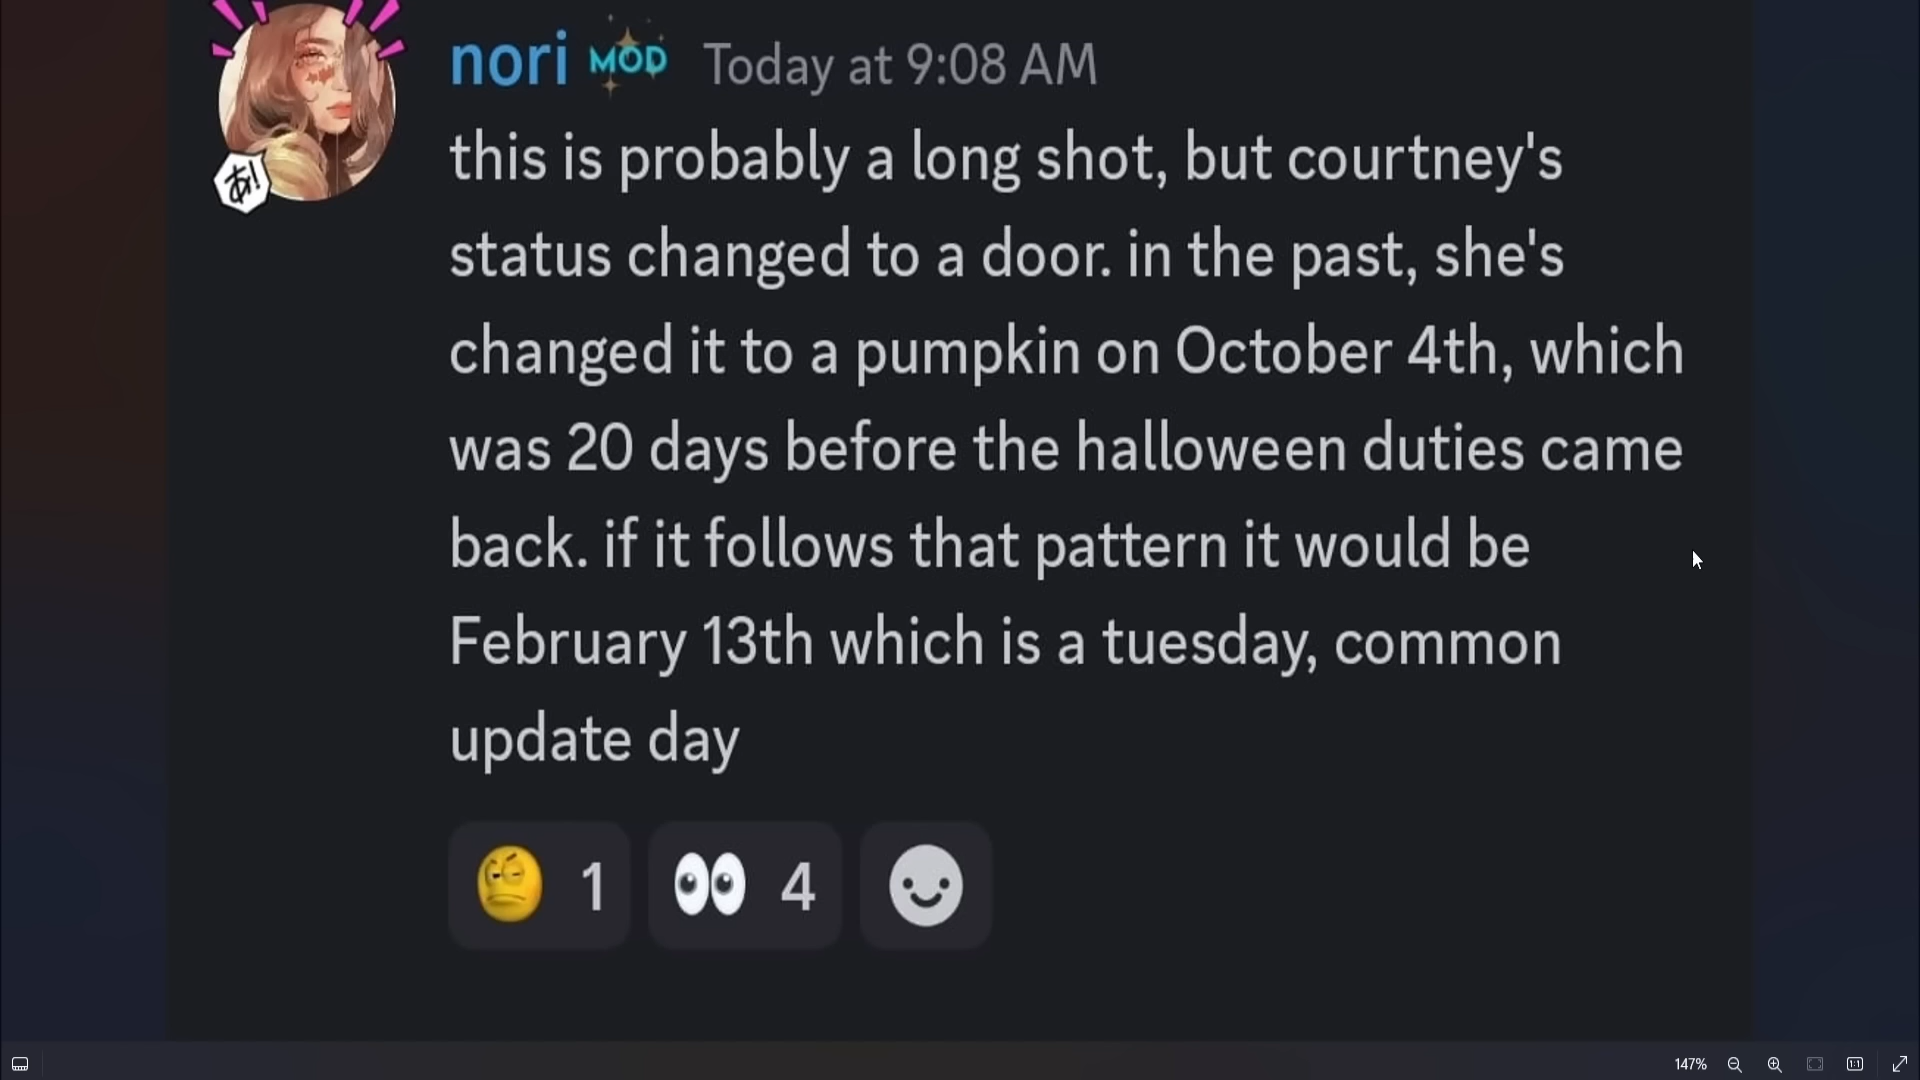 nori MOD Today at 9:08 AM
this is probably a long shot, but courtney's
status changed to a door. in the past, she's
changed it to a pumpkin on October 4th, which
was 20 days before the halloween duties came
back. if it follows that pattern it would be
February 13th which is a tuesday, common
update day
あ!
1 4
147% 1:1